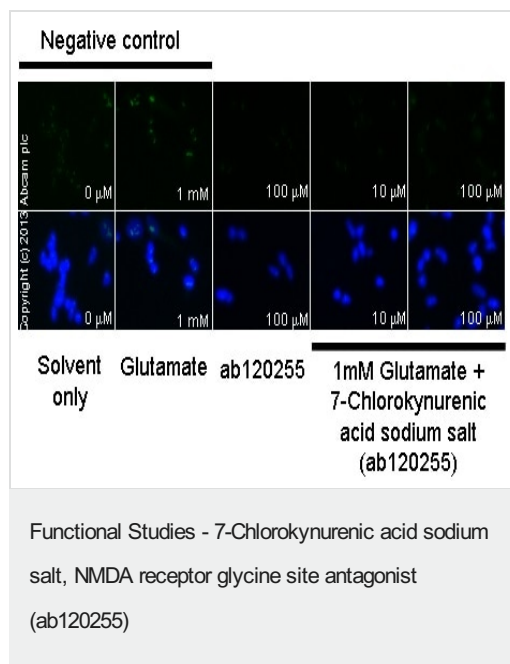 Negative control
Copyright (c) 2013 Abcam plc
0 µM
1 mM
100 µM
10 µM
100 µM
0 µM
1 mM
100 µM
10 µM
100 µM
Solvent
only
Glutamate
ab120255
1mM Glutamate +
7-Chlorokynurenic
acid sodium salt
(ab120255)
Functional Studies - 7-Chlorokynurenic acid sodium
salt, NMDA receptor glycine site antagonist
(ab120255)